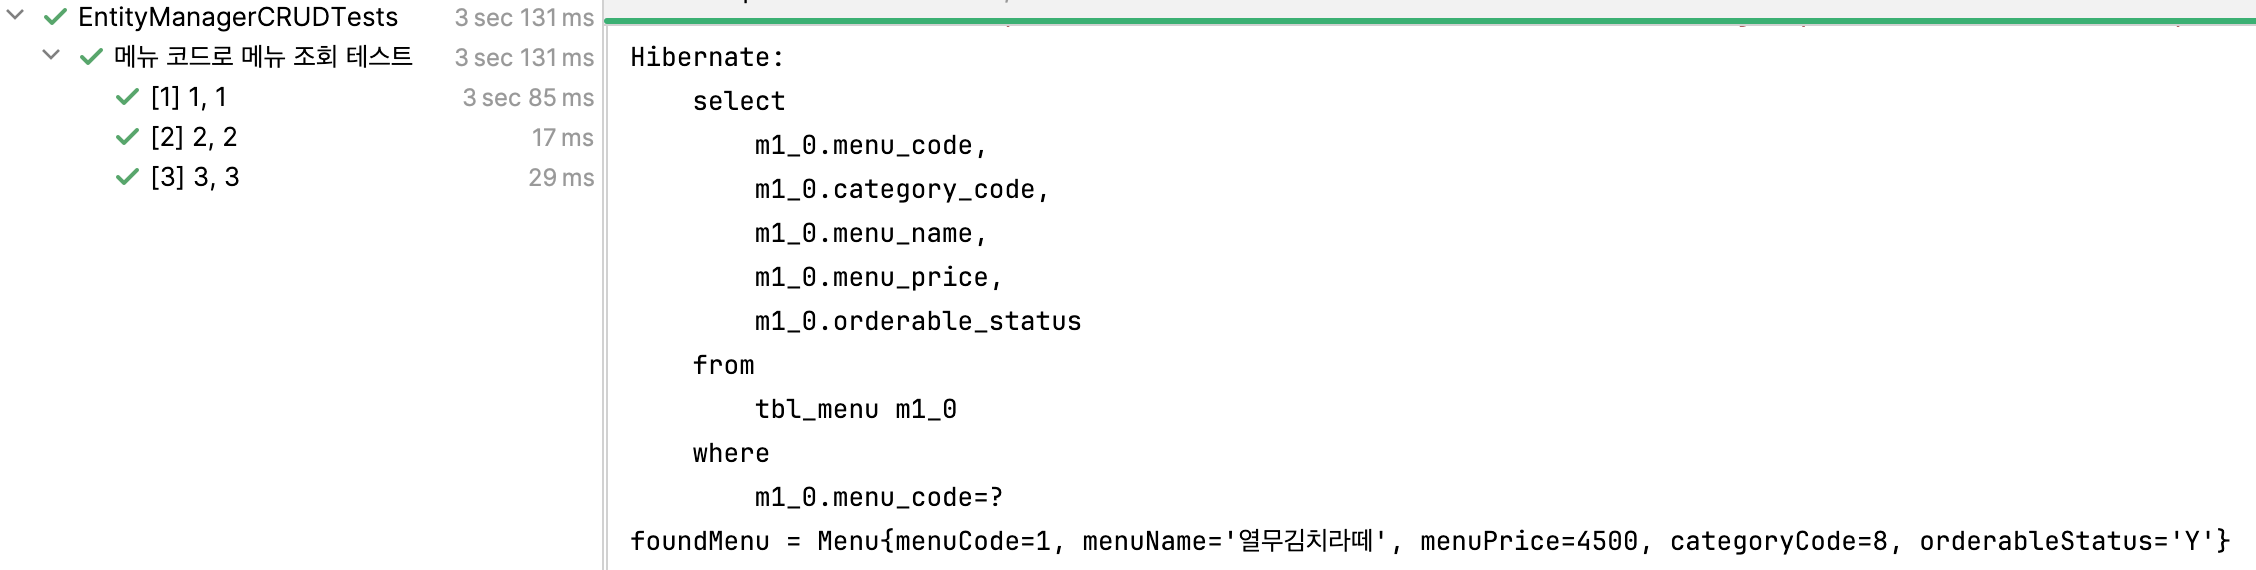 EntityManagerCRUDTests 3 sec 131 ms
메뉴 코드로 메뉴 조회 테스트 3 sec 131 ms
[1] 1, 1 3 sec 85 ms
[2] 2, 2 17 ms
[3] 3, 3 29 ms
Hibernate:
    select
        m1_0.menu_code,
        m1_0.category_code,
        m1_0.menu_name,
        m1_0.menu_price,
        m1_0.orderable_status
    from
        tbl_menu m1_0
    where
        m1_0.menu_code=?
foundMenu = Menu{menuCode=1, menuName='열무김치라떼', menuPrice=4500, categoryCode=8, orderableStatus='Y'}